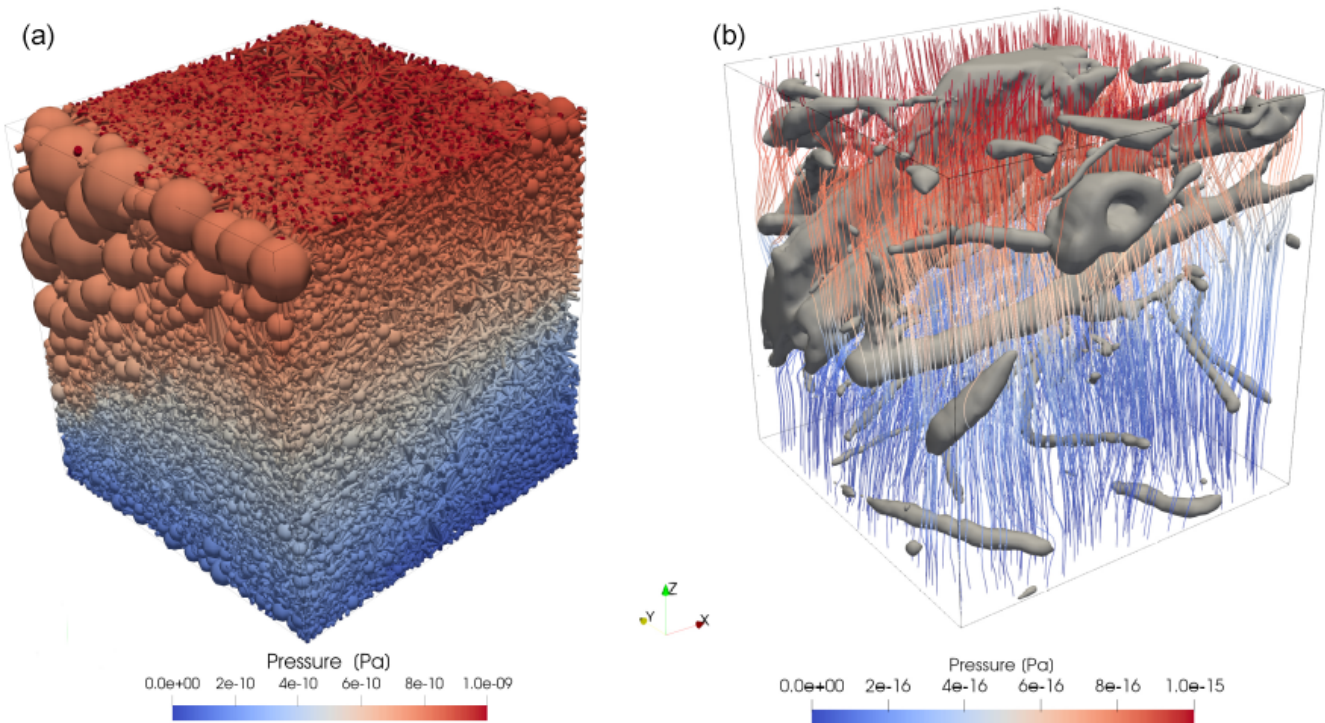 (a)
(b)
Z
Y
X
Pressure (Pa)
0.0e+00 2e-10 4e-10 6e-10 8e-10 1.0e-09
Pressure (Pa)
0.0e+00 2e-16 4e-16 6e-16 8e-16 1.0e-15